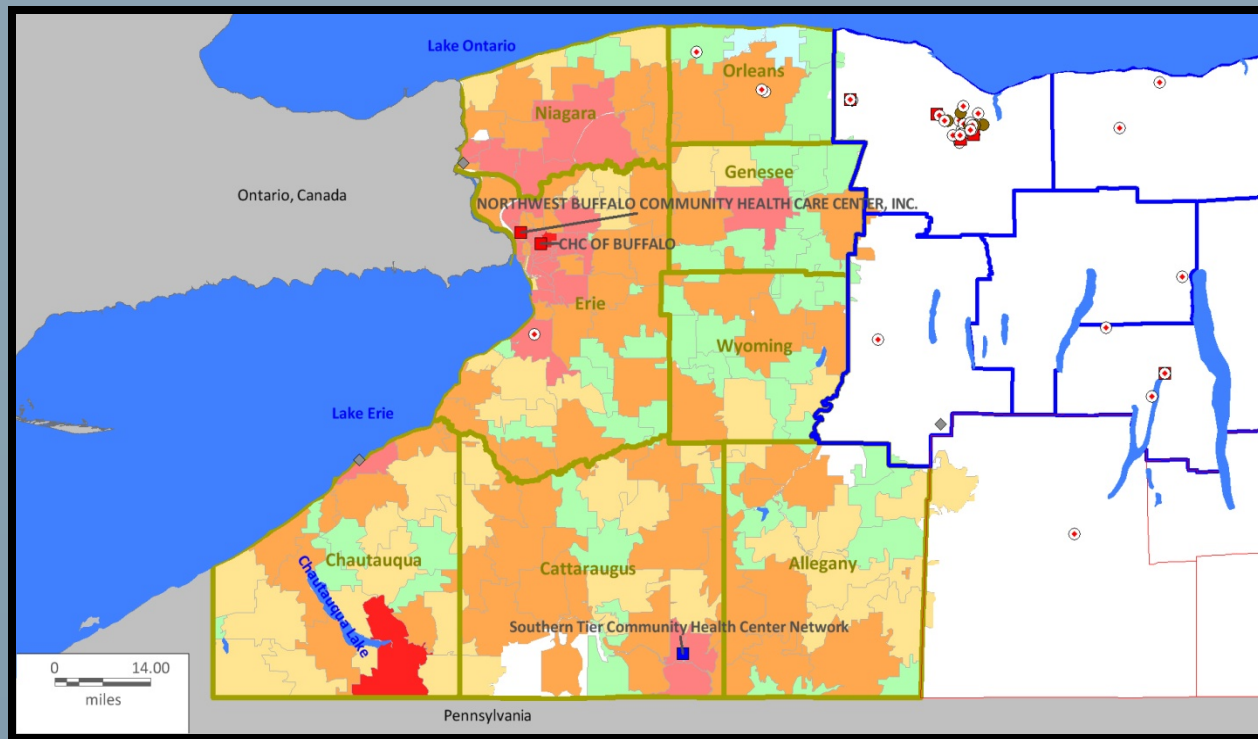 Lake Ontario
Orleans
Niagara
Genesee
Ontario, Canada
NORTHWEST BUFFALO COMMUNITY HEALTH CARE CENTER, INC.
CHC OF BUFFALO
Erie
Wyoming
Lake Erie
Chautauqua
Cattaraugus
Allegany
Chautauqua Lake
Southern Tier Community Health Center Network
0 14.00
miles
Pennsylvania